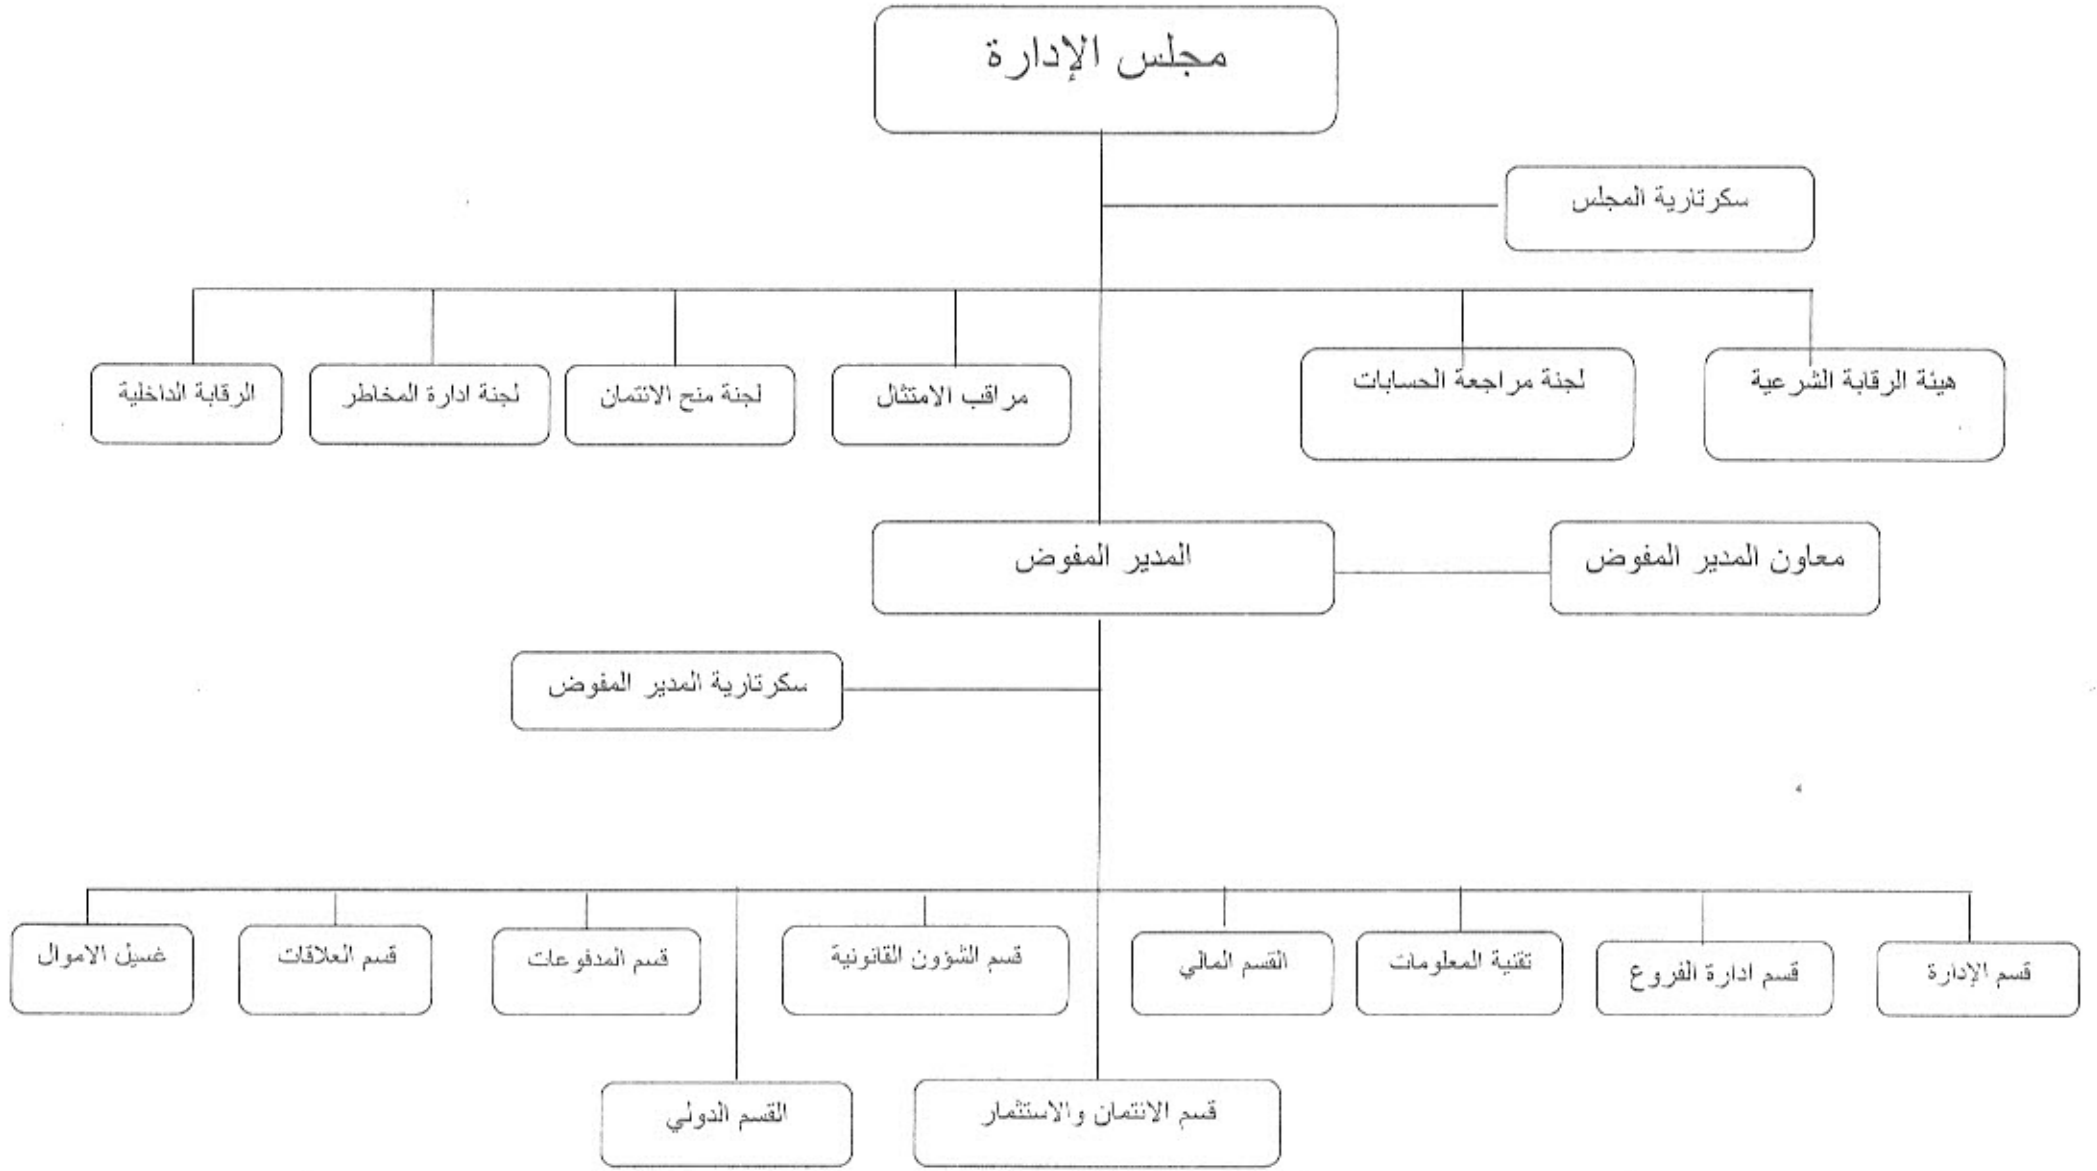 مجلس الإدارة
سكرتارية المجلس
هيئة الرقابة الشرعية
لجنة مراجعة الحسابات
مراقب الامتثال
لجنة منح الائتمان
لجنة ادارة المخاطر
الرقابة الداخلية
معاون المدير المفوض
المدير المفوض
سكرتارية المدير المفوض
قسم الإدارة
قسم ادارة الفروع
تقنية المعلومات
القسم المالي
قسم الشؤون القانونية
قسم المدفوعات
قسم العلاقات
غسيل الاموال
قسم الائتمان والاستثمار
القسم الدولي